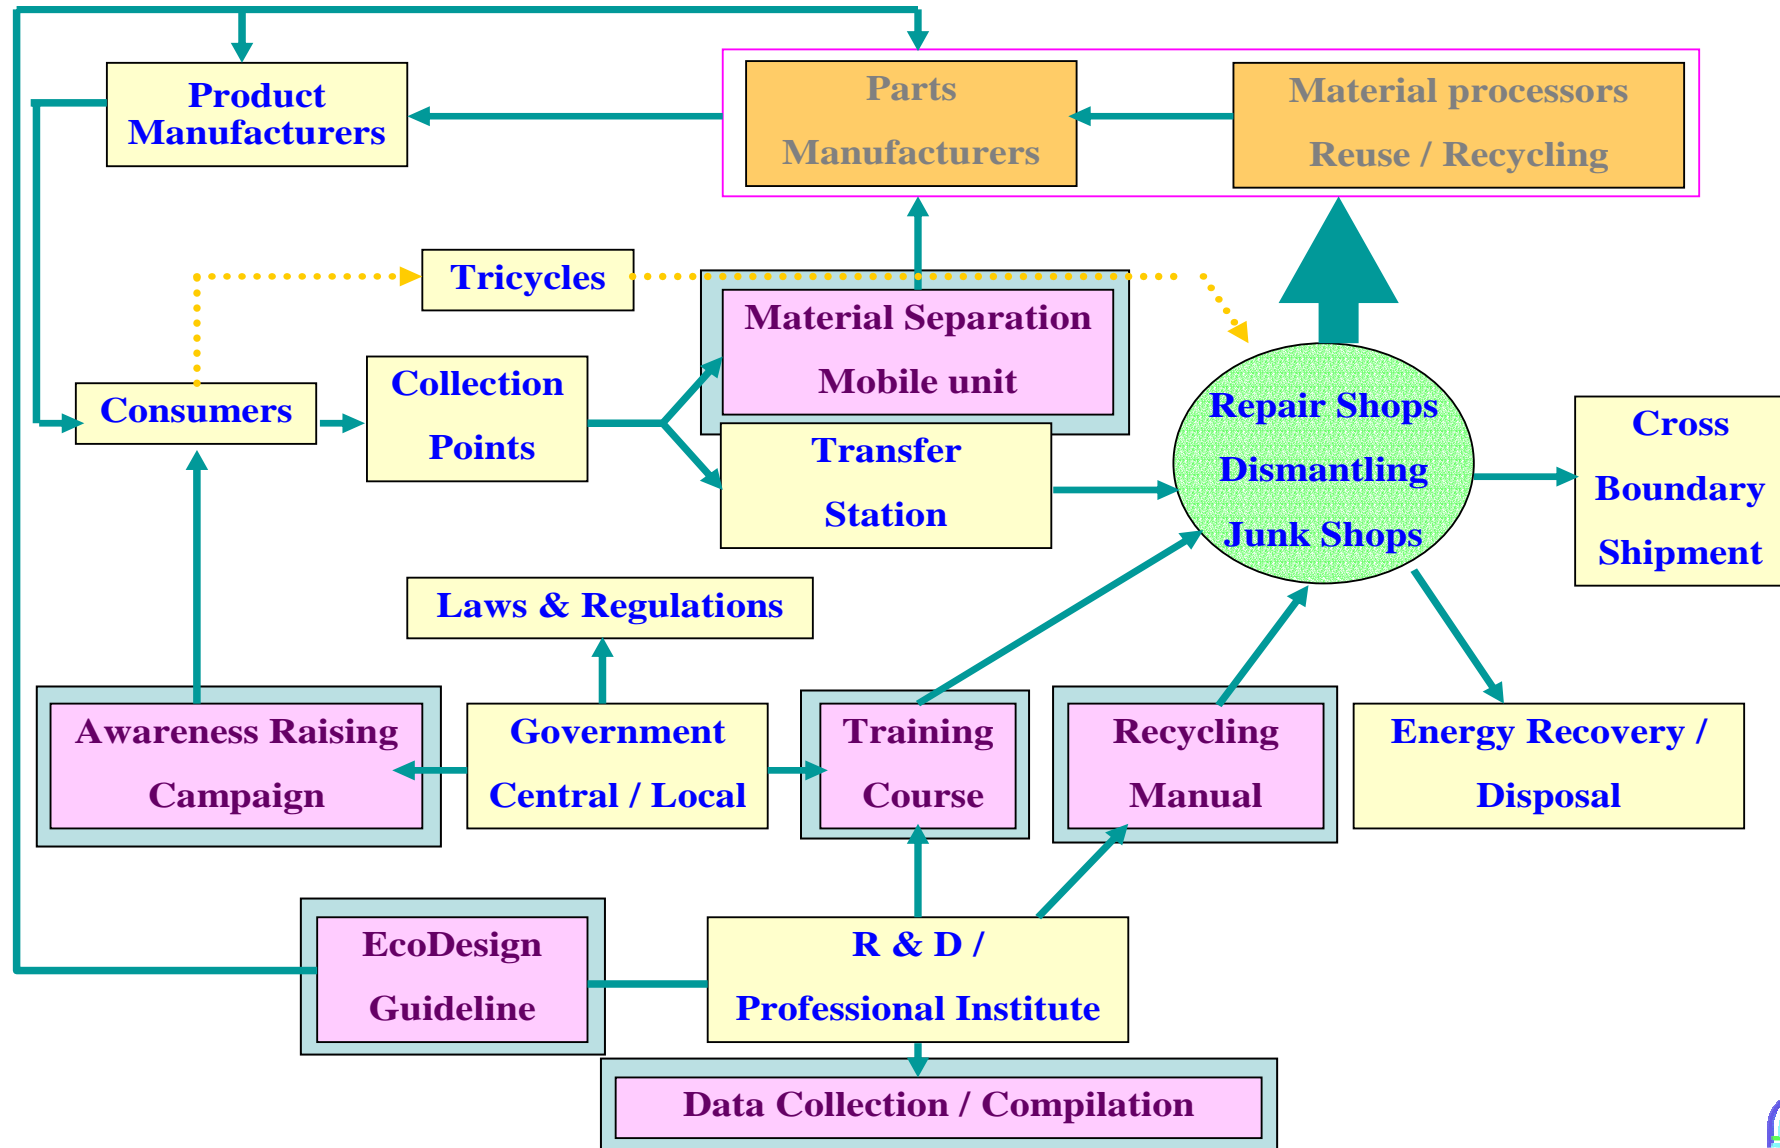 Product
Manufacturers
Parts
Manufacturers
Material processors
Reuse / Recycling
Tricycles
Material Separation
Mobile unit
Consumers
Collection
Points
Transfer
Station
Repair Shops
Dismantling
Junk Shops
Cross
Boundary
Shipment
Laws & Regulations
Awareness Raising
Campaign
Government
Central / Local
Training
Course
Recycling
Manual
Energy Recovery /
Disposal
EcoDesign
Guideline
R & D /
Professional Institute
Data Collection / Compilation